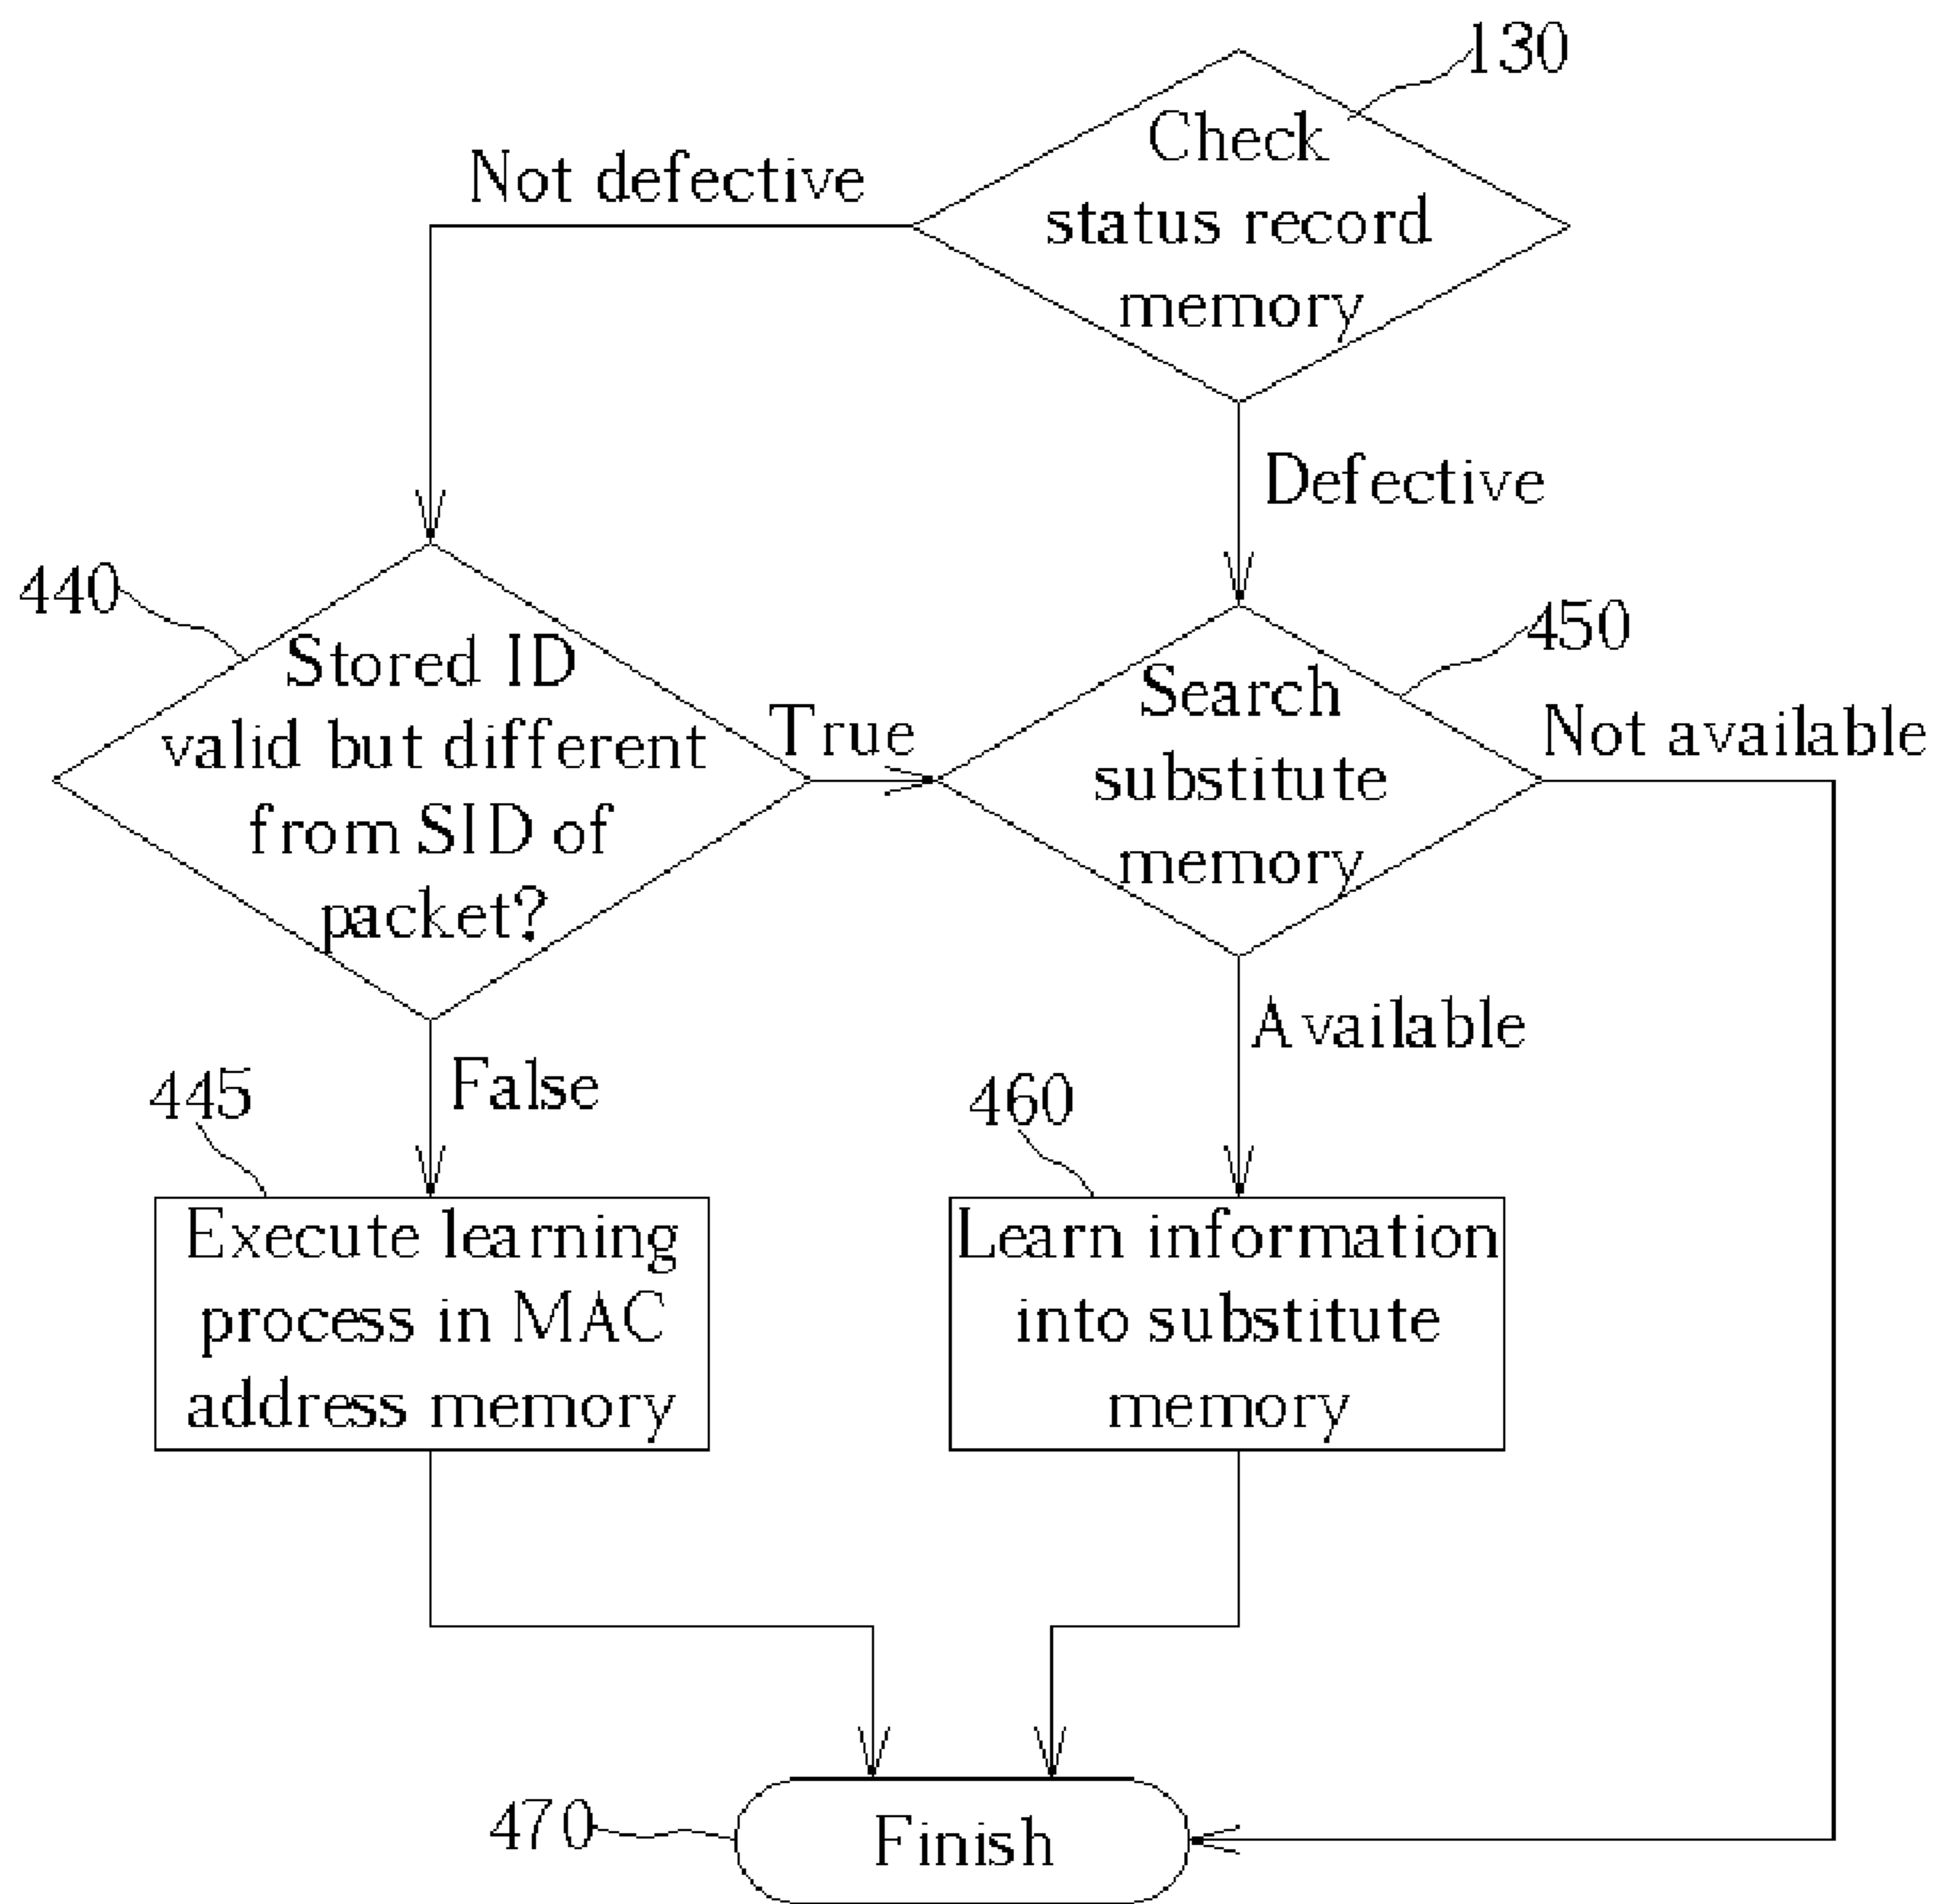 130
Check
status record
memory
Not defective
Defective
440
Stored ID
valid but different
from SID of
packet?
True
450
Search
substitute
memory
Not available
False
Available
445
Execute learning
process in MAC
address memory
460
Learn information
into substitute
memory
470
Finish